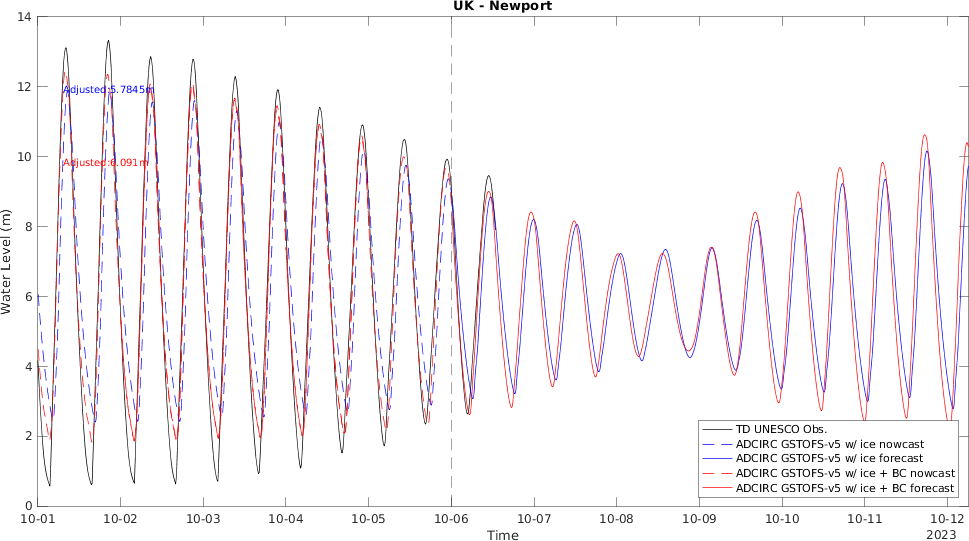 UK - Newport
14
12
10
8
6
4
2
0
Water Level (m)
Adjusted:5.7845m
Adjusted:6.091m
TD UNESCO Obs.
ADCIRC GSTOFS-v5 w/ ice nowcast
ADCIRC GSTOFS-v5 w/ ice forecast
ADCIRC GSTOFS-v5 w/ ice + BC nowcast
ADCIRC GSTOFS-v5 w/ ice + BC forecast
10-01 10-02 10-03 10-04 10-05 10-06 10-07 10-08 10-09 10-10 10-11 10-12
2023
Time